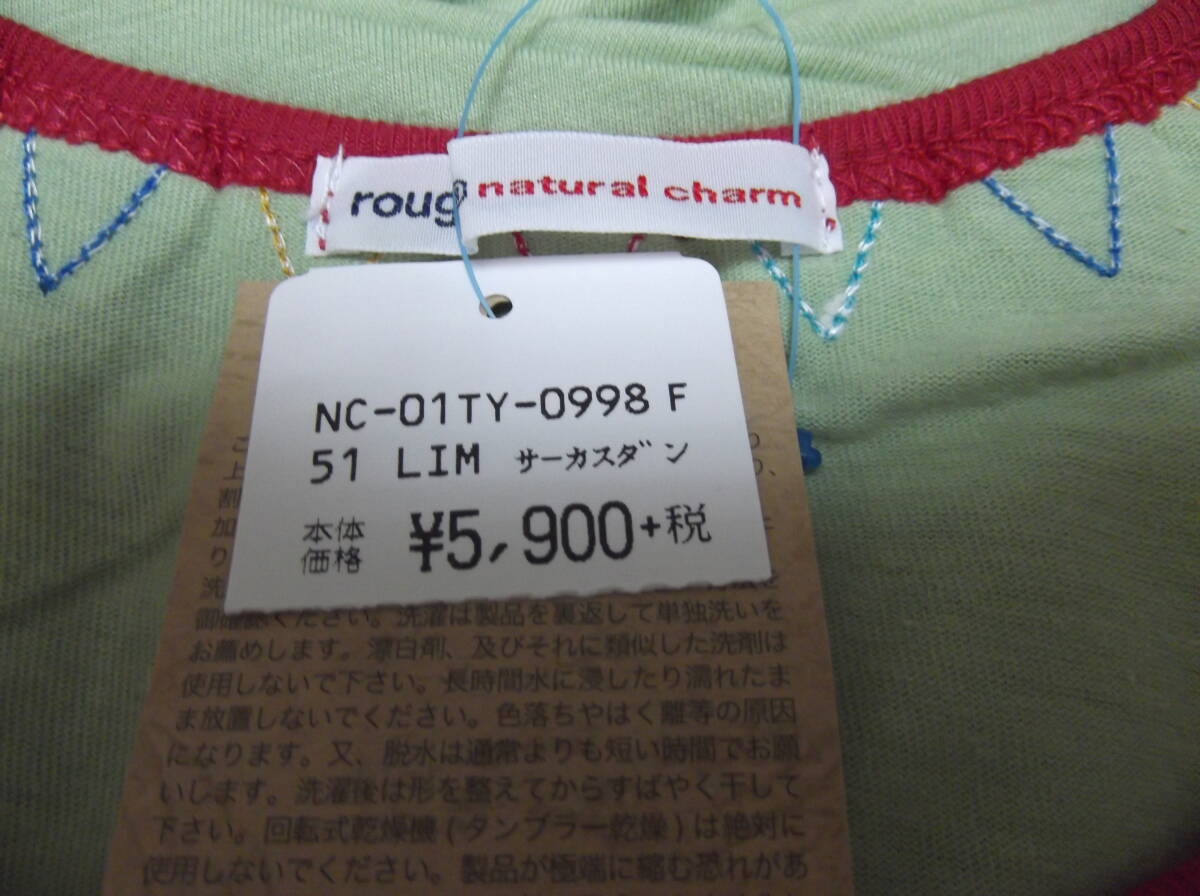 roug natural charm
NC-01TY-0998 F
51 LIM サーカスダン
本体
価格 ¥5,900+税
ください。洗濯は製品を裏返して単独洗いを
お薦めします。漂白剤、及びそれに類似した洗剤は
使用しないで下さい。長時間水に浸したり濡れたま
ま放置しないでください。色落ちやはく離等の原因
になります。又、脱水は通常よりも短い時間でお願
いします。洗濯後は形を整えてからすばやく干して
下さい。回転式乾燥機(タンブラー乾燥)は絶対に
使用しないでください。製品が極端に縮む恐れがあ